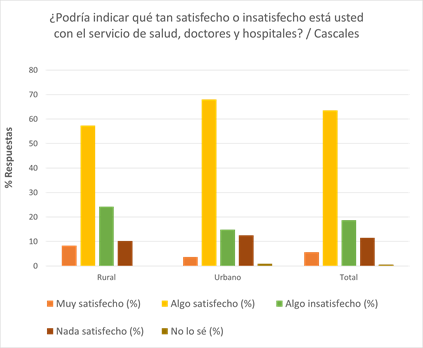 ¿Podría indicar qué tan satisfecho o insatisfecho está usted
con el servicio de salud, doctores y hospitales? / Cascales
80
70
60
50
40
30
20
10
0
% Respuestas
Rural Urbano Total
Muy satisfecho (%) Algo satisfecho (%) Algo insatisfecho (%)
Nada satisfecho (%) No lo sé (%)